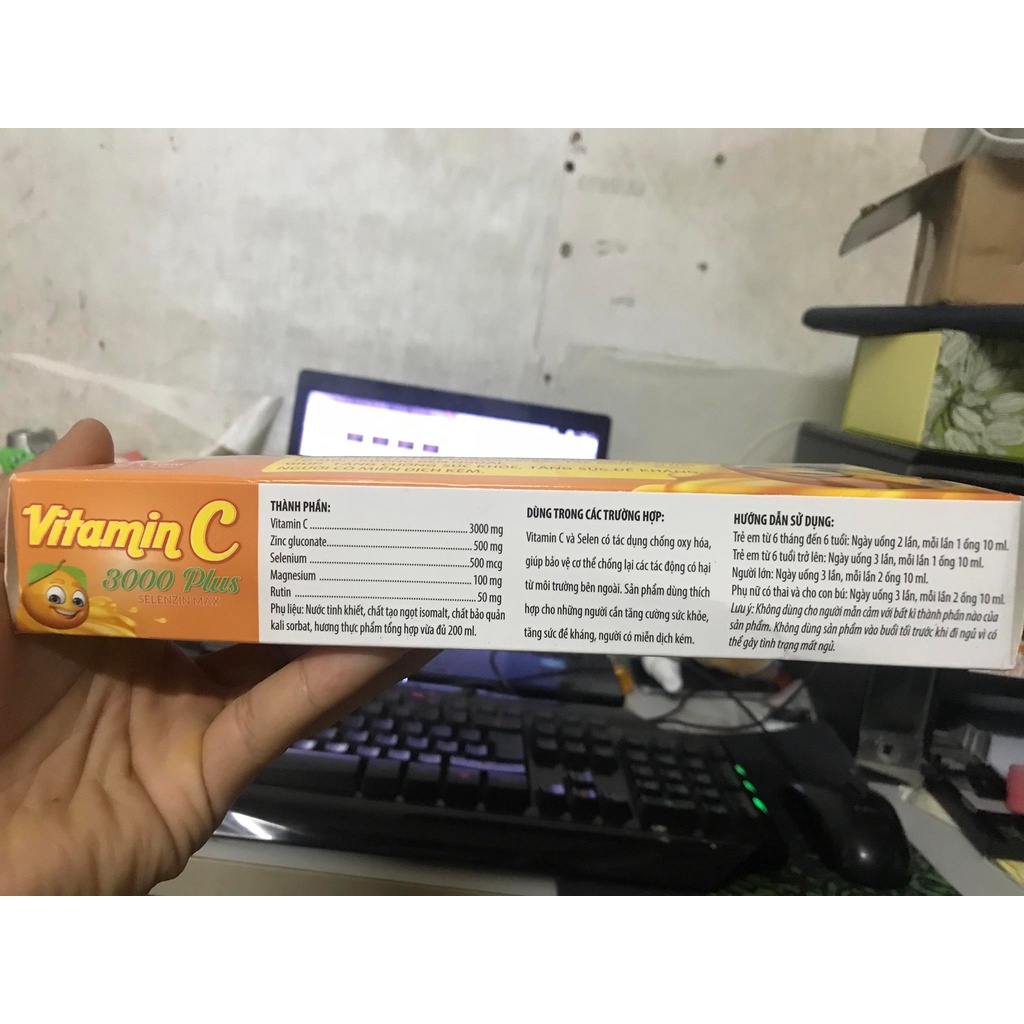 NGƯỜI CÓ MIỄN DỊCH KÉM
Vitamin C
3000 Plus
SELENZIN MAX
THÀNH PHẦN:
Vitamin C ........................................................ 3000 mg
Zinc gluconate.................................................... 500 mg
Selenium ......................................................... 500 mcg
Magnesium ........................................................ 100 mg
Rutin ............................................................ 50 mg
Phụ liệu: Nước tinh khiết, chất tạo ngọt isomalt, chất bảo quản
kali sorbat, hương thực phẩm tổng hợp vừa đủ 200 ml.
DÙNG TRONG CÁC TRƯỜNG HỢP:
Vitamin C và Selen có tác dụng chống oxy hóa,
giúp bảo vệ cơ thể chống lại các tác động có hại
từ môi trường bên ngoài. Sản phẩm dùng thích
hợp cho những người cần tăng cường sức khỏe,
tăng sức đề kháng, người có miễn dịch kém.
HƯỚNG DẪN SỬ DỤNG:
Trẻ em từ 6 tháng đến 6 tuổi: Ngày uống 2 lần, mỗi lần 1 ống 10 ml.
Trẻ em từ 6 tuổi trở lên: Ngày uống 3 lần, mỗi lần 1 ống 10 ml.
Người lớn: Ngày uống 3 lần, mỗi lần 2 ống 10 ml.
Phụ nữ có thai và cho con bú: Ngày uống 3 lần, mỗi lần 2 ống 10 ml.
Lưu ý: Không dùng cho người mẫn cảm với bất kì thành phần nào của
sản phẩm. Không dùng sản phẩm vào buổi tối trước khi đi ngủ vì có
thể gây tình trạng mất ngủ.